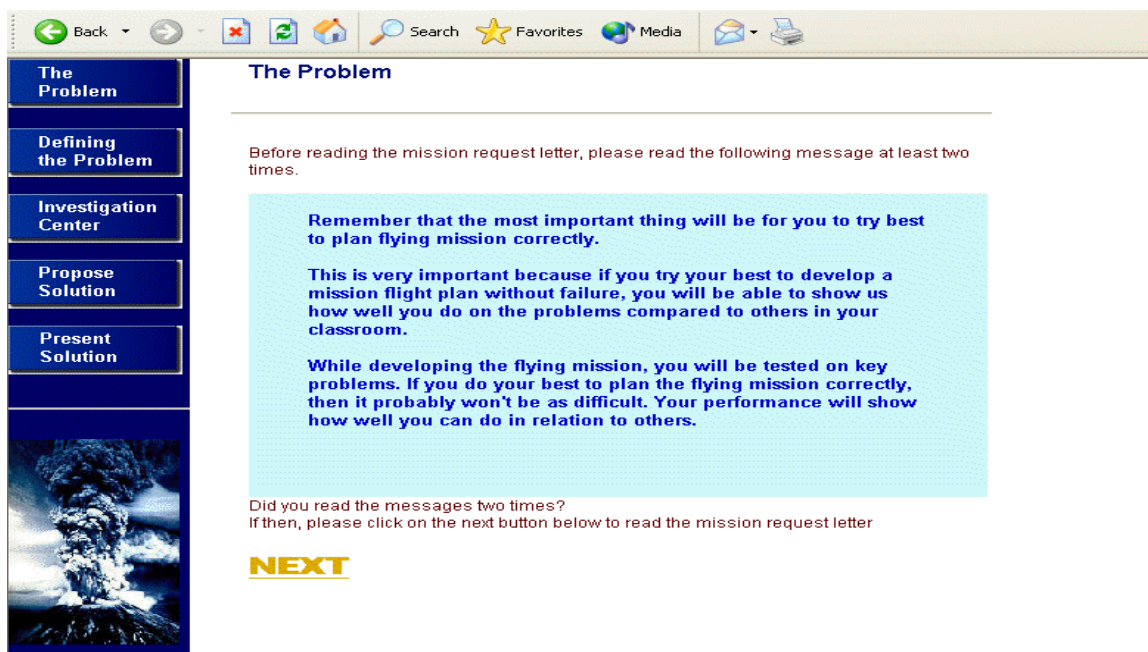 Back
Search
Favorites
Media
The
Problem
Defining
the Problem
Investigation
Center
Propose
Solution
Present
Solution
The Problem
Before reading the mission request letter, please read the following message at least two
times.
Remember that the most important thing will be for you to try best
to plan flying mission correctly.
This is very important because if you try your best to develop a
mission flight plan without failure, you will be able to show us
how well you do on the problems compared to others in your
classroom.
While developing the flying mission, you will be tested on key
problems. If you do your best to plan the flying mission correctly,
then it probably won't be as difficult. Your performance will show
how well you can do in relation to others.
Did you read the messages two times?
If then, please click on the next button below to read the mission request letter
NEXT